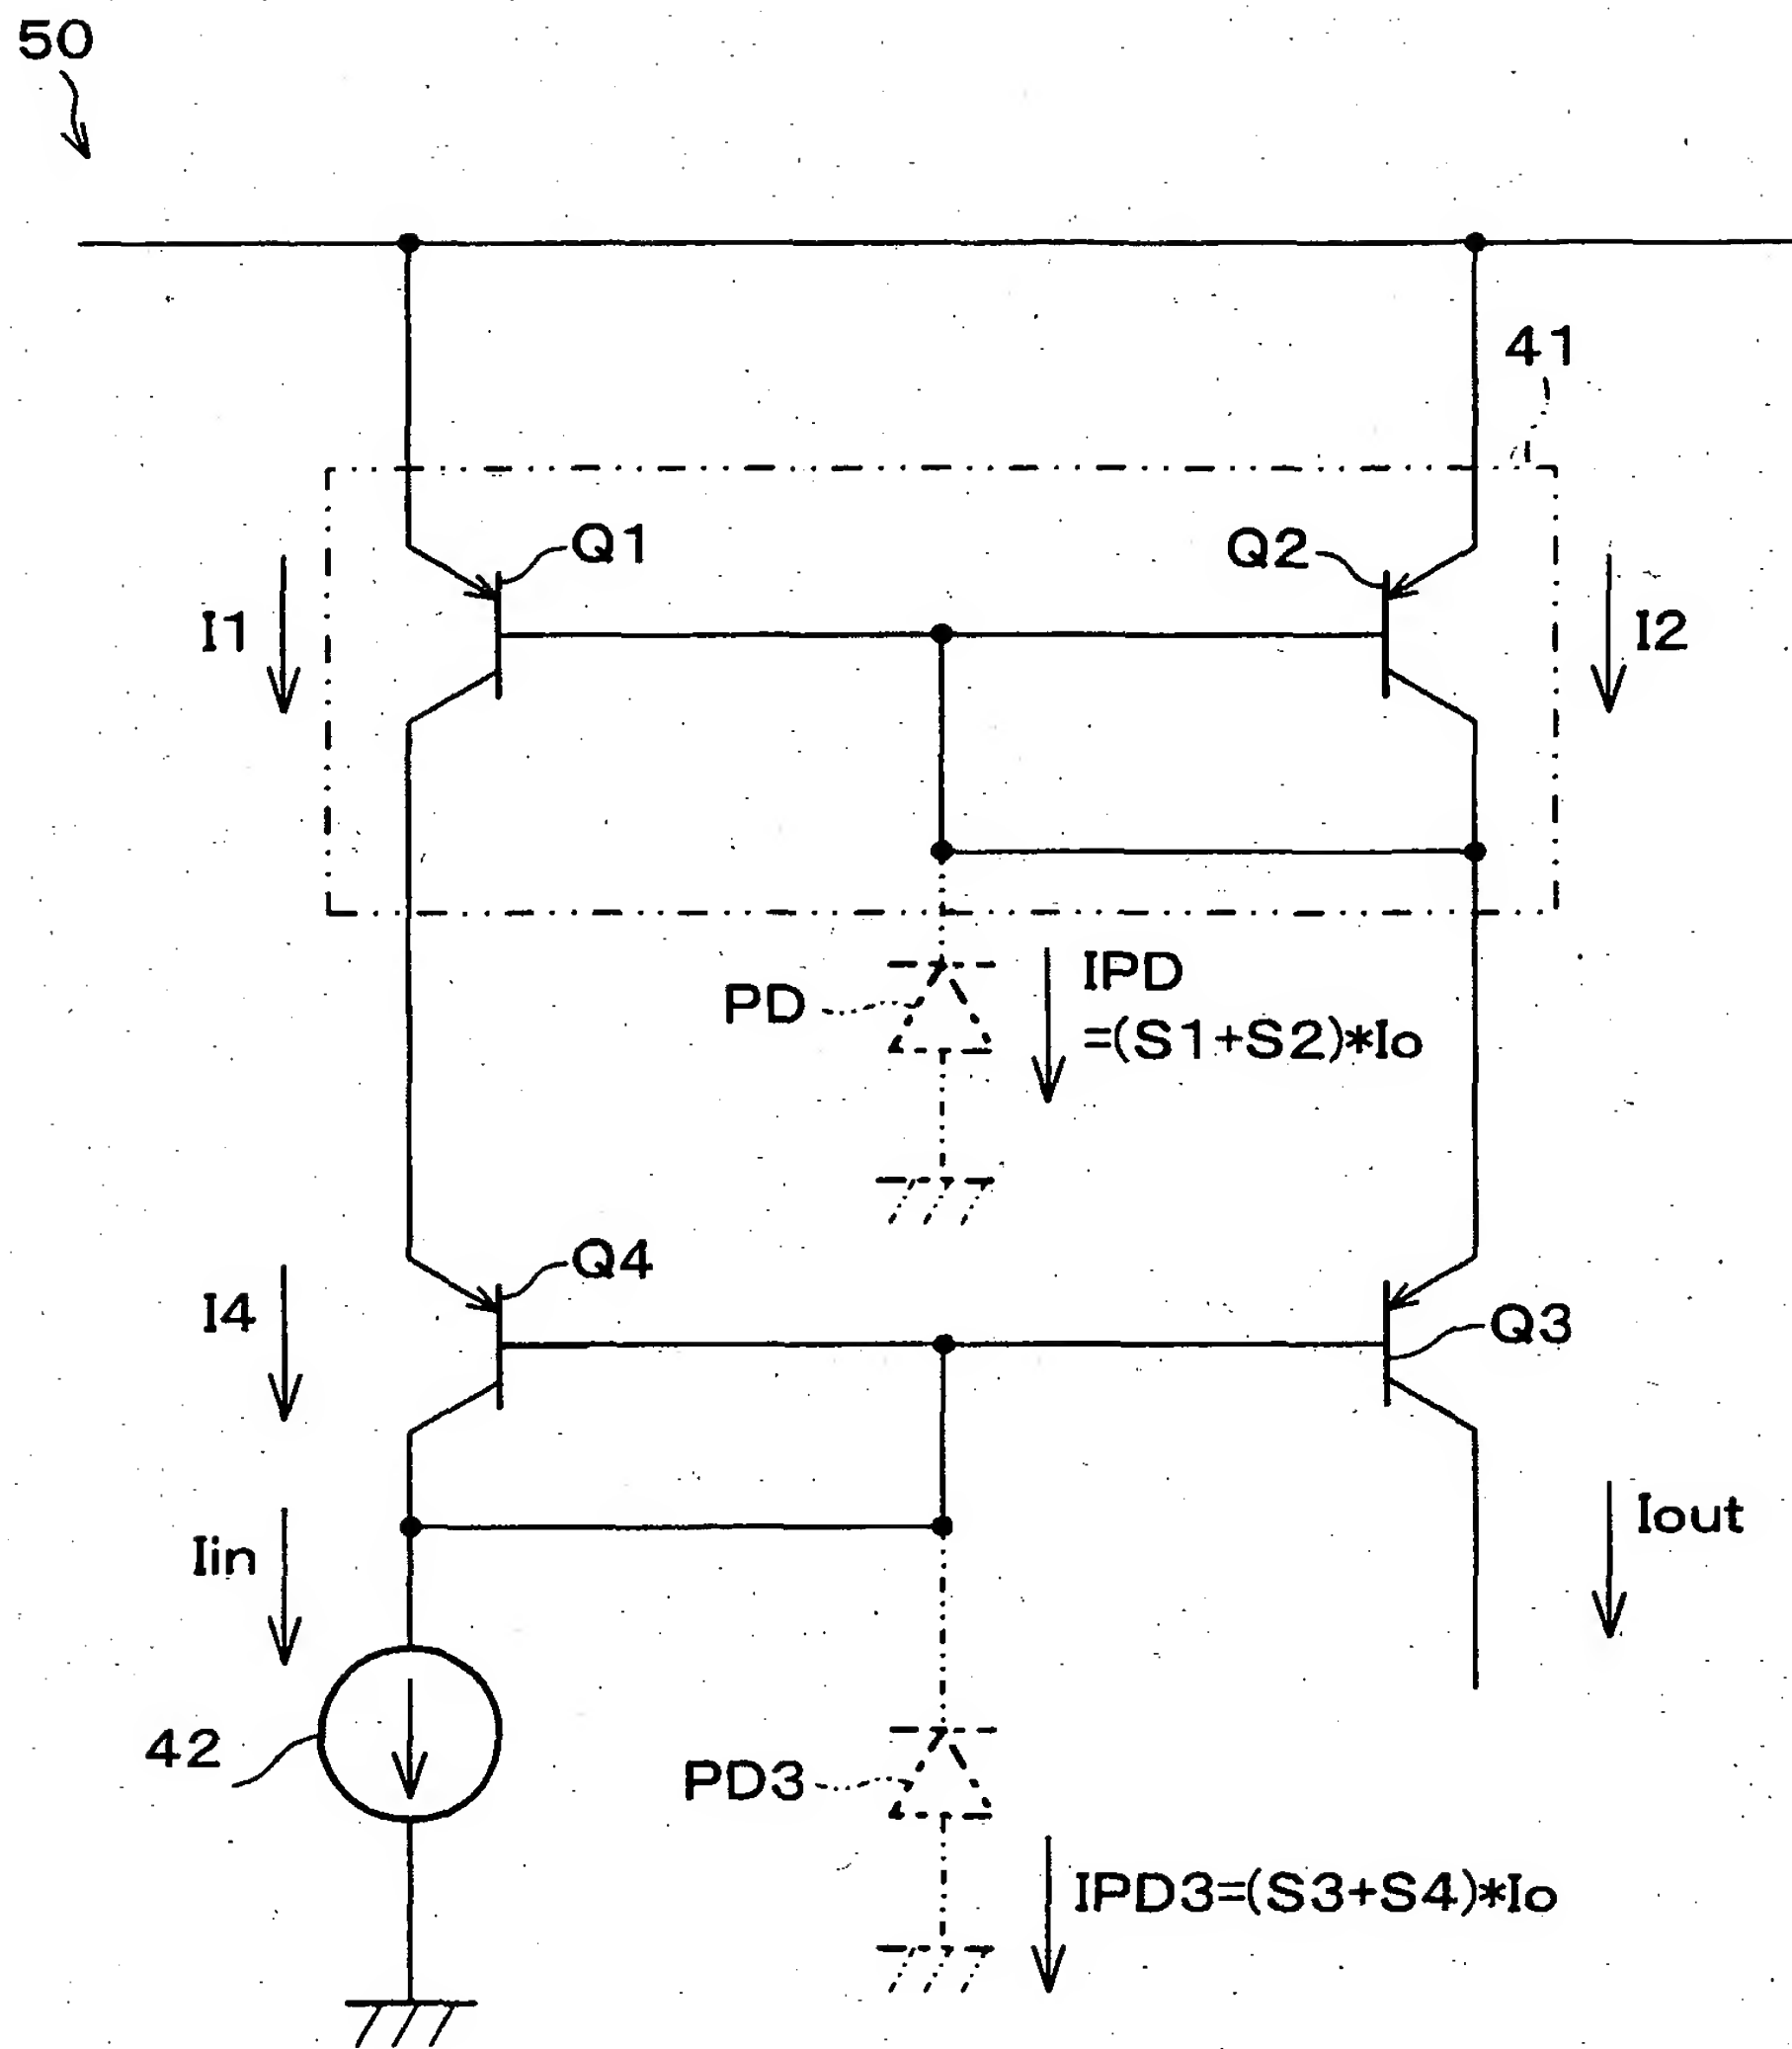 50
41
Q1
Q2
I1
I2
PD
IPD
=(S1+S2)*Io
Q4
I4
Q3
Iin
Iout
42
PD3
IPD3=(S3+S4)*Io